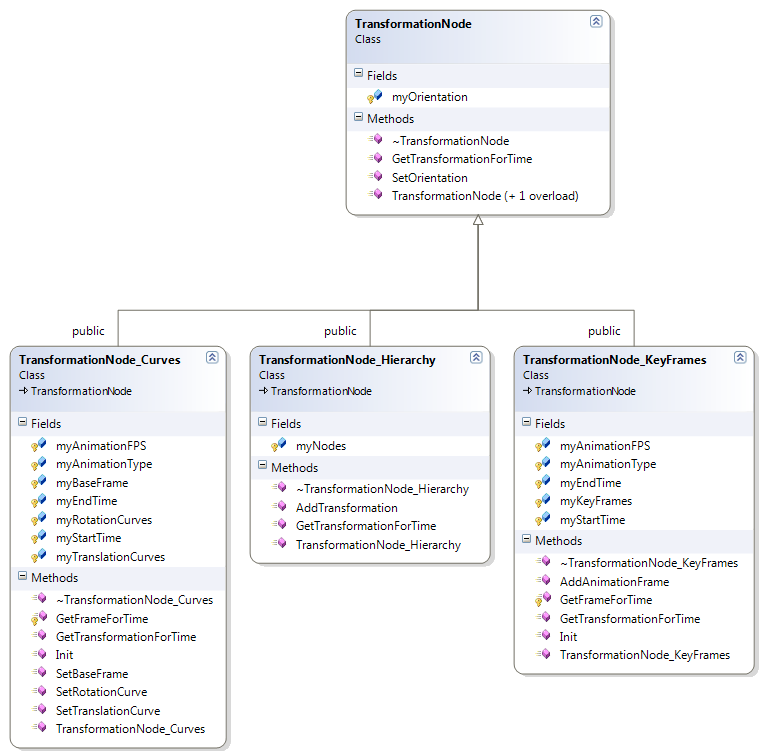 TransformationNode
Class
Fields
myOrientation
Methods
~TransformationNode
GetTransformationForTime
SetOrientation
TransformationNode (+ 1 overload)
public
public
public
TransformationNode_Curves
Class
TransformationNode
Fields
myAnimationFPS
myAnimationType
myBaseFrame
myEndTime
myRotationCurves
myStartTime
myTranslationCurves
Methods
~TransformationNode_Curves
GetFrameForTime
GetTransformationForTime
Init
SetBaseFrame
SetRotationCurve
SetTranslationCurve
TransformationNode_Curves
TransformationNode_Hierarchy
Class
TransformationNode
Fields
myNodes
Methods
~TransformationNode_Hierarchy
AddTransformation
GetTransformationForTime
TransformationNode_Hierarchy
TransformationNode_KeyFrames
Class
TransformationNode
Fields
myAnimationFPS
myAnimationType
myEndTime
myKeyFrames
myStartTime
Methods
~TransformationNode_KeyFrames
AddAnimationFrame
GetFrameForTime
GetTransformationForTime
Init
TransformationNode_KeyFrames